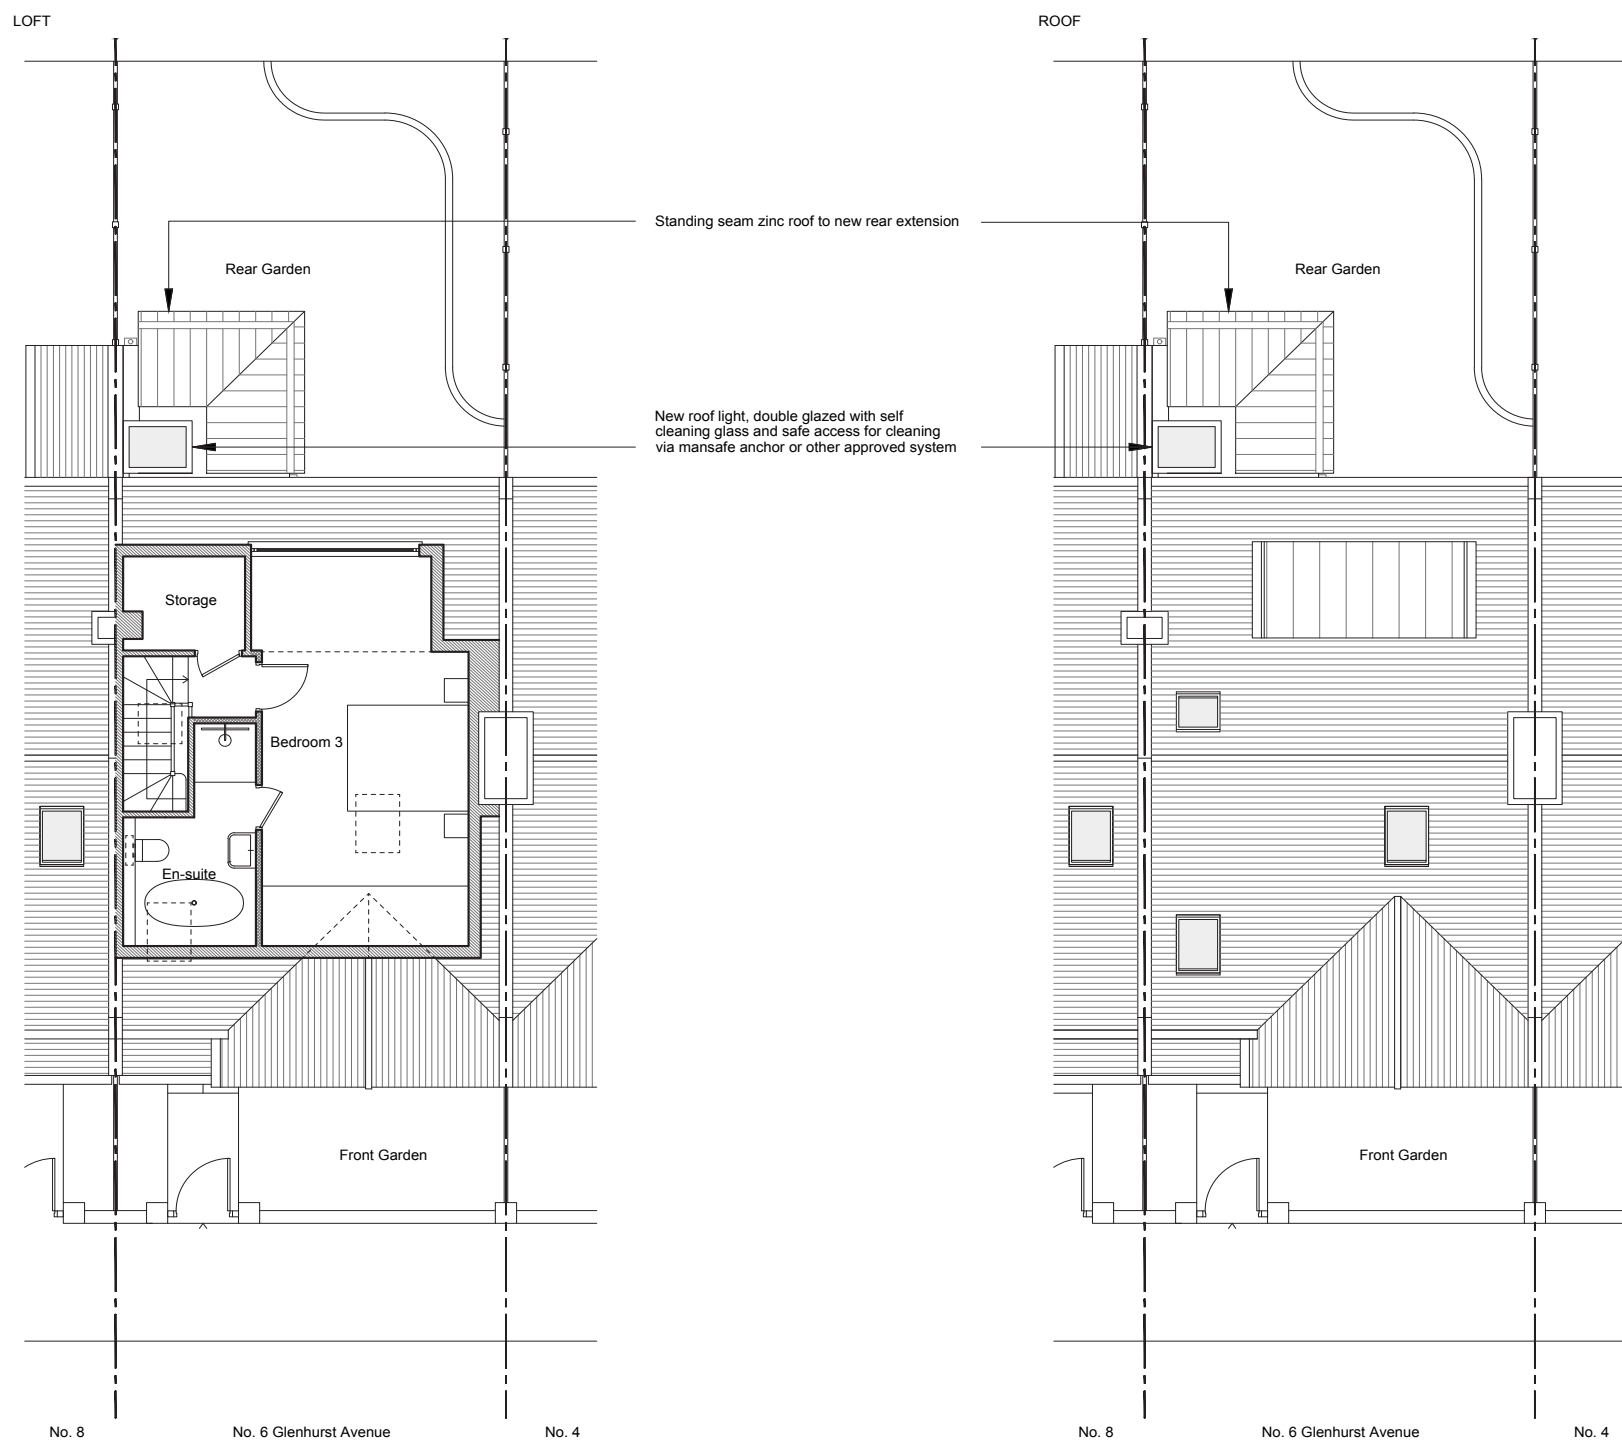 LOFT
ROOF
Standing seam zinc roof to new rear extension
Rear Garden
Rear Garden
New roof light, double glazed with self
cleaning glass and safe access for cleaning
via mansafe anchor or other approved system
Storage
Bedroom 3
En-suite
Front Garden
Front Garden
No. 8
No. 6 Glenhurst Avenue
No. 4
No. 8
No. 6 Glenhurst Avenue
No. 4